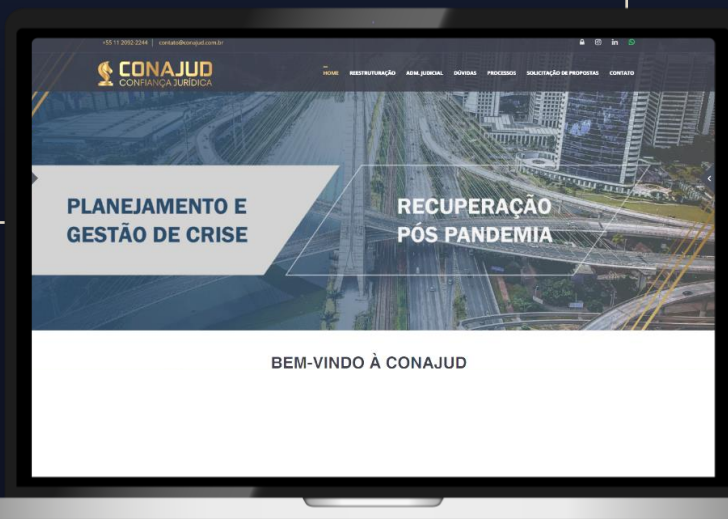 +55 11 2092-2244 | contato@conajud.com.br
CONAJUD
CONFIANÇA JURÍDICA
HOME REESTRUTURAÇÃO ADM. JUDICIAL DÚVIDAS PROCESSOS SOLICITAÇÃO DE PROPOSTAS CONTATO
PLANEJAMENTO E
GESTÃO DE CRISE
RECUPERAÇÃO
PÓS PANDEMIA
BEM-VINDO À CONAJUD